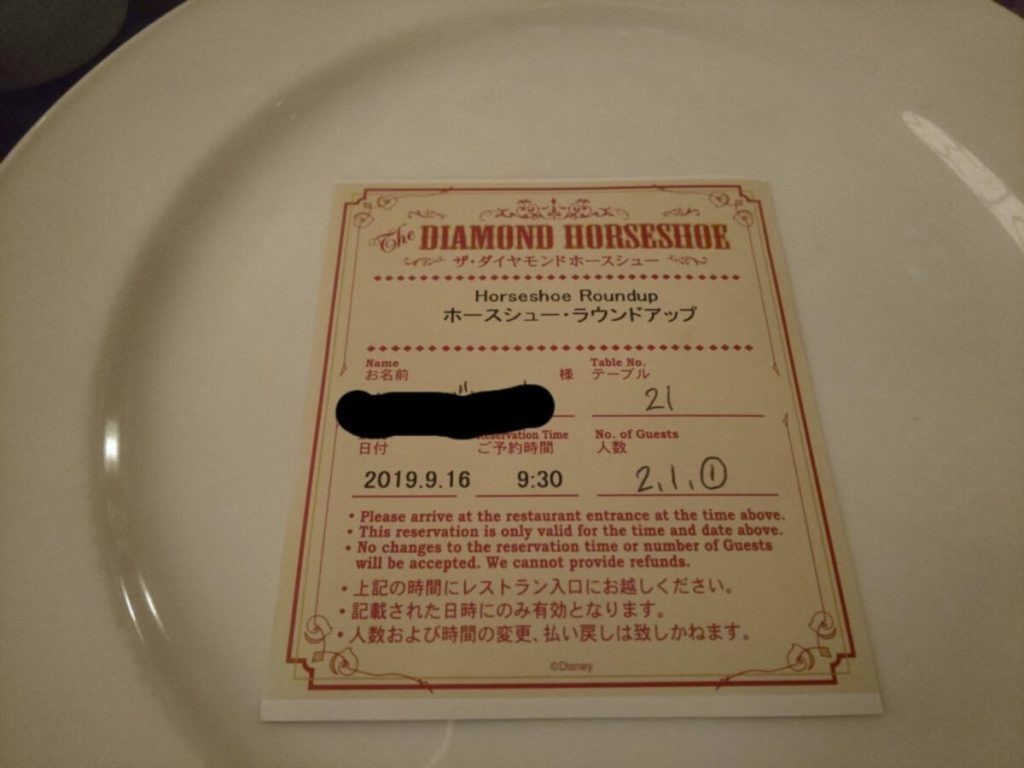 The DIAMOND HORSESHOE
ザ・ダイヤモンドホースシュー
Horseshoe Roundup
ホースシュー・ラウンドアップ
Name
お名前 様
Table No.
テーブル
21
日付
Reservation Time
ご予約時間
No. of Guests
人数
2019.9.16 9:30 2,1,①
• Please arrive at the restaurant entrance at the time above.
• This reservation is only valid for the time and date above.
• No changes to the reservation time or number of Guests
will be accepted. We cannot provide refunds.
・上記の時間にレストラン入口にお越しください。
・記載された日時にのみ有効となります。
・人数および時間の変更、払い戻しは致しかねます。
©Disney